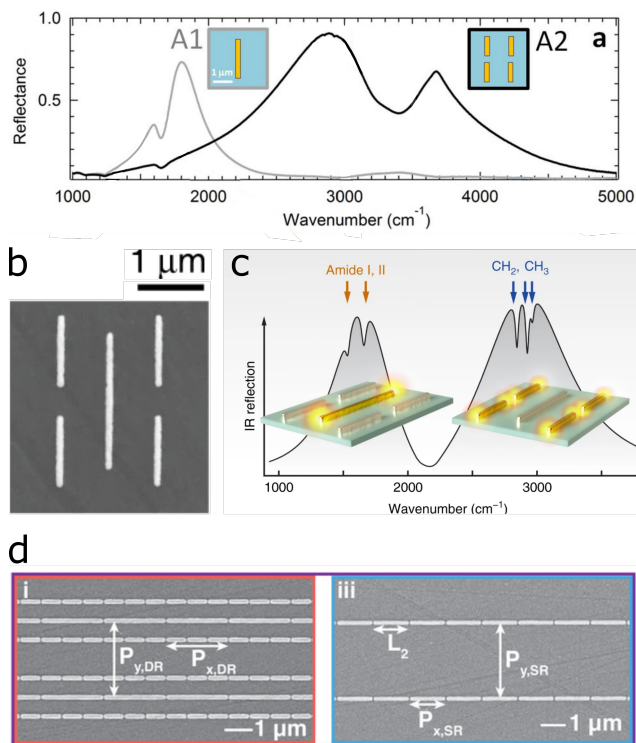 A1
1 μm
A2
a
1.0
0.5
Reflectance
1000 2000 3000 4000 5000
Wavenumber (cm⁻¹)
b
1 μm
c
Amide I, II
CH₂, CH₃
IR reflection
1000 2000 3000
Wavenumber (cm⁻¹)
d
i
P_y,DR
P_x,DR
1 μm
iii
L₂
P_y,SR
P_x,SR
1 μm